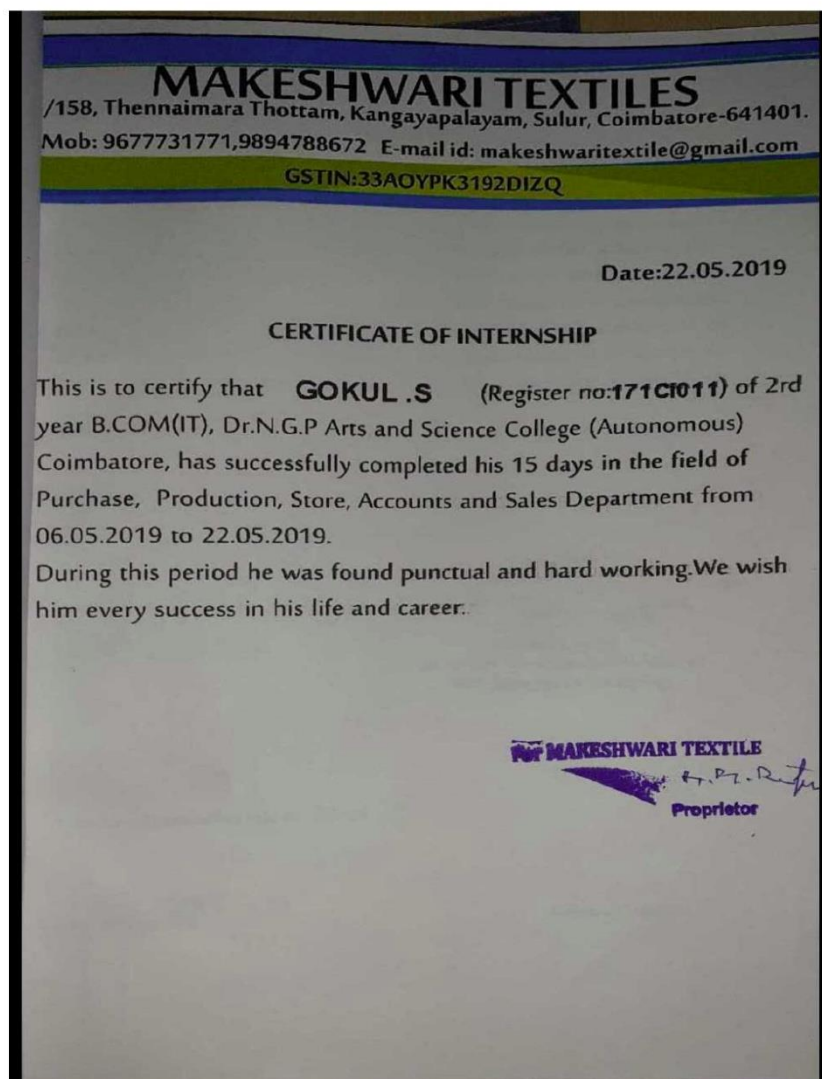 MAKESHWARI TEXTILES
/158, Thennaimara Thottam, Kangayapalayam, Sulur, Coimbatore-641401.
Mob: 9677731771,9894788672 E-mail id: makeshwaritextile@gmail.com
GSTIN:33AOYPK3192DIZQ
Date:22.05.2019
CERTIFICATE OF INTERNSHIP
This is to certify that GOKUL .S (Register no:171CI011) of 2rd
year B.COM(IT), Dr.N.G.P Arts and Science College (Autonomous)
Coimbatore, has successfully completed his 15 days in the field of
Purchase, Production, Store, Accounts and Sales Department from
06.05.2019 to 22.05.2019.
During this period he was found punctual and hard working.We wish
him every success in his life and career.
For MAKESHWARI TEXTILE
Proprietor